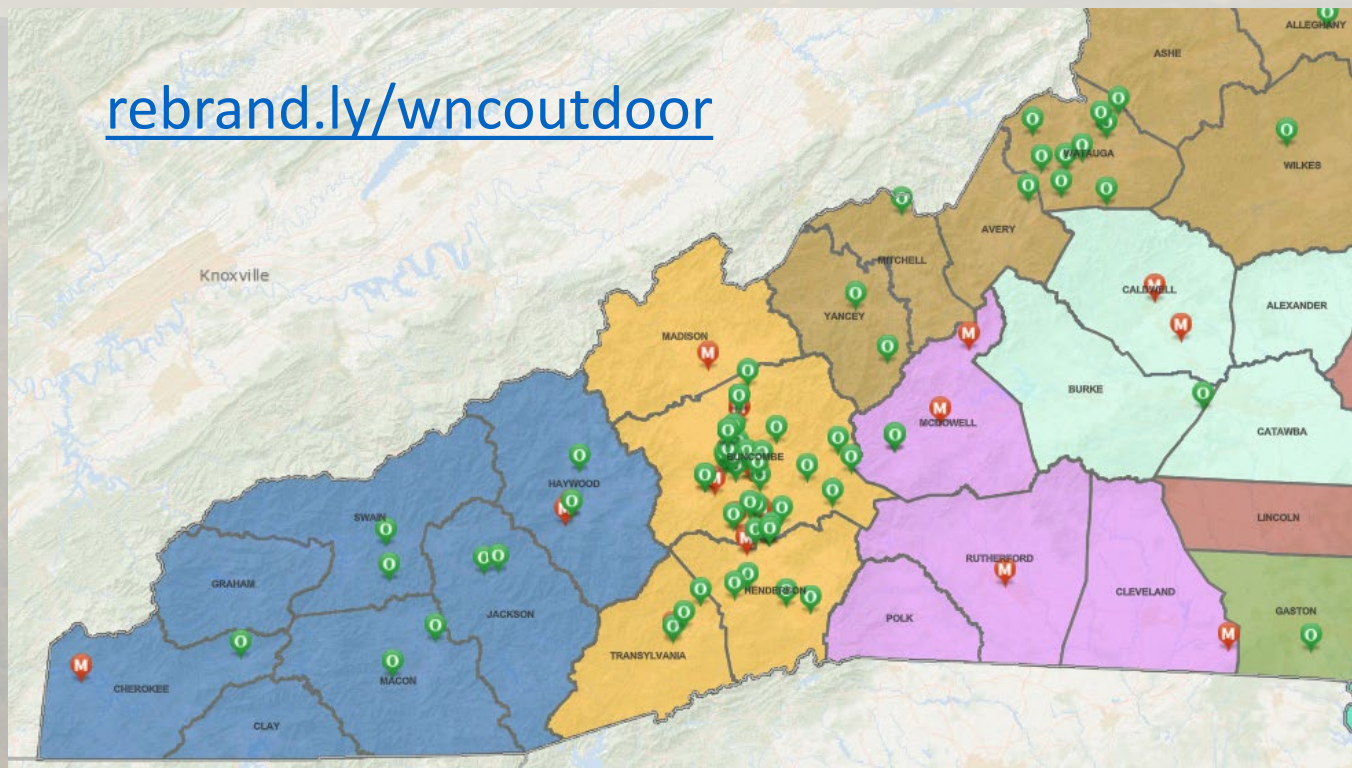 rebrand.ly/wncoutdoor
ALLEGHANY
ASHE
WATAUGA
WILKES
AVERY
MITCHELL
Knoxville
CALDWELL
ALEXANDER
YANCEY
MADISON
BURKE
MCDOWELL
CATAWBA
BUNCOMBE
HAYWOOD
SWAIN
LINCOLN
RUTHERFORD
GRAHAM
HENDERSON
CLEVELAND
JACKSON
GASTON
POLK
TRANSYLVANIA
MACON
CHEROKEE
CLAY